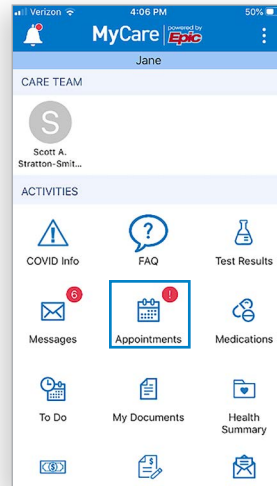 Verizon 4:06 PM 50%
MyCare powered by Epic
Jane
CARE TEAM
S
Scott A.
Stratton-Smit...
ACTIVITIES
COVID Info FAQ Test Results
6 !
Messages Appointments Medications
To Do My Documents Health
Summary